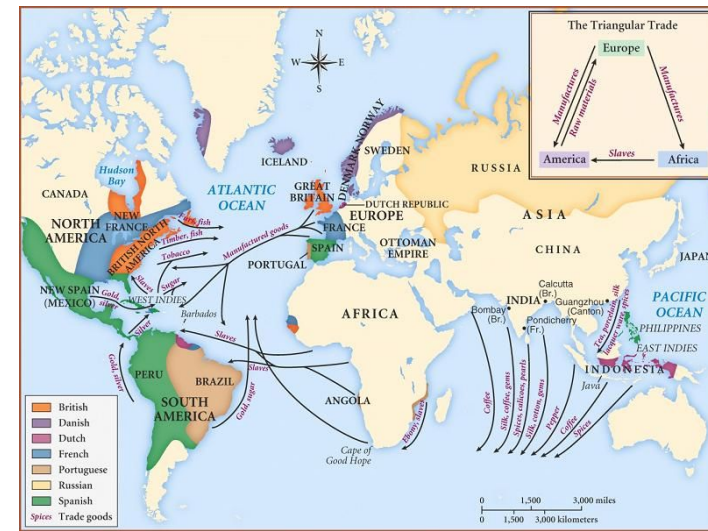 The Triangular Trade
Europe
Manufactures
Raw materials
Manufactures
America
Slaves
Africa
N
W
E
S
ICELAND
Hudson
Bay
CANADA
ATLANTIC
OCEAN
GREAT
BRITAIN
DENMARK-NORWAY
SWEDEN
RUSSIA
DUTCH REPUBLIC
EUROPE
NORTH
AMERICA
NEW
FRANCE
BRITISH NORTH
AMERICA
Furs, fish
Timber, fish
Tobacco
Manufactured goods
FRANCE
SPAIN
PORTUGAL
OTTOMAN
EMPIRE
ASIA
CHINA
JAPAN
NEW SPAIN
(MEXICO)
Gold,
silver
Slaves
Sugar
WEST INDIES
Silver
Barbados
AFRICA
INDIA
Calcutta
(Br.)
Bombay
(Br.)
Guangzhou
(Canton)
Pondicherry
(Fr.)
Tea, porcelain, silk
lacquer ware, spices
PACIFIC
OCEAN
PHILIPPINES
EAST INDIES
INDONESIA
Java
Slaves
Slaves
Gold, silver
PERU
BRAZIL
SOUTH
AMERICA
Gold, sugar
ANGOLA
Ebony, slaves
Cape of
Good Hope
Coffee
Silk, coffee, gems
Spices, calicoes, pearls
Silk, cotton, gems
Pepper
Coffee
Spices
British
Danish
Dutch
French
Portuguese
Russian
Spanish
Spices Trade goods
0 1,500 3,000 miles
0 1,500 3,000 kilometers